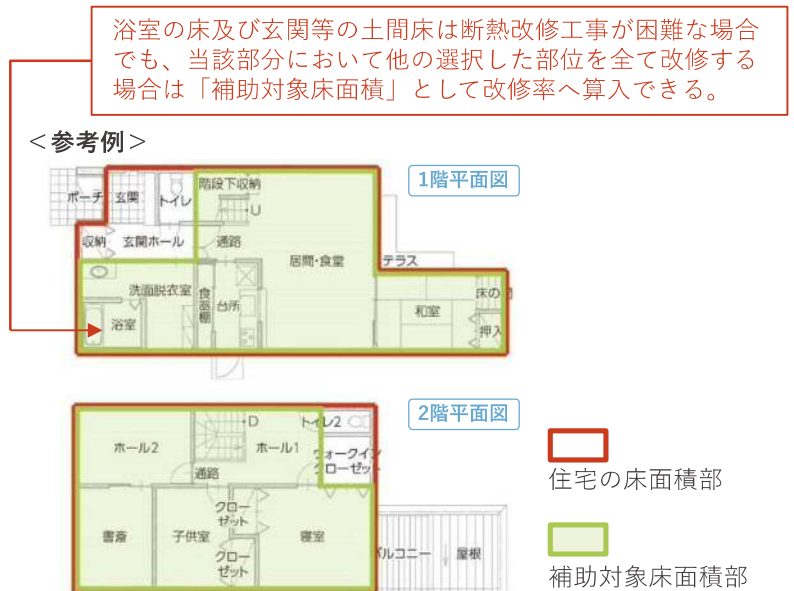 浴室の床及び玄関等の土間床は断熱改修工事が困難な場合
でも、当該部分において他の選択した部位を全て改修する
場合は「補助対象床面積」として改修率へ算入できる。
＜参考例＞
1階平面図
ポーチ
玄関
トイレ
階段下収納
U
収納
玄関ホール
通路
居間・食堂
テラス
洗面脱衣室
食器棚
台所
和室
床の間
浴室
押入
2階平面図
D
トイレ2
ホール2
ホール1
ウォークイン
クローゼット
通路
クロー
ゼット
書斎
子供室
寝室
クロー
ゼット
バルコニー
屋根
住宅の床面積部
補助対象床面積部